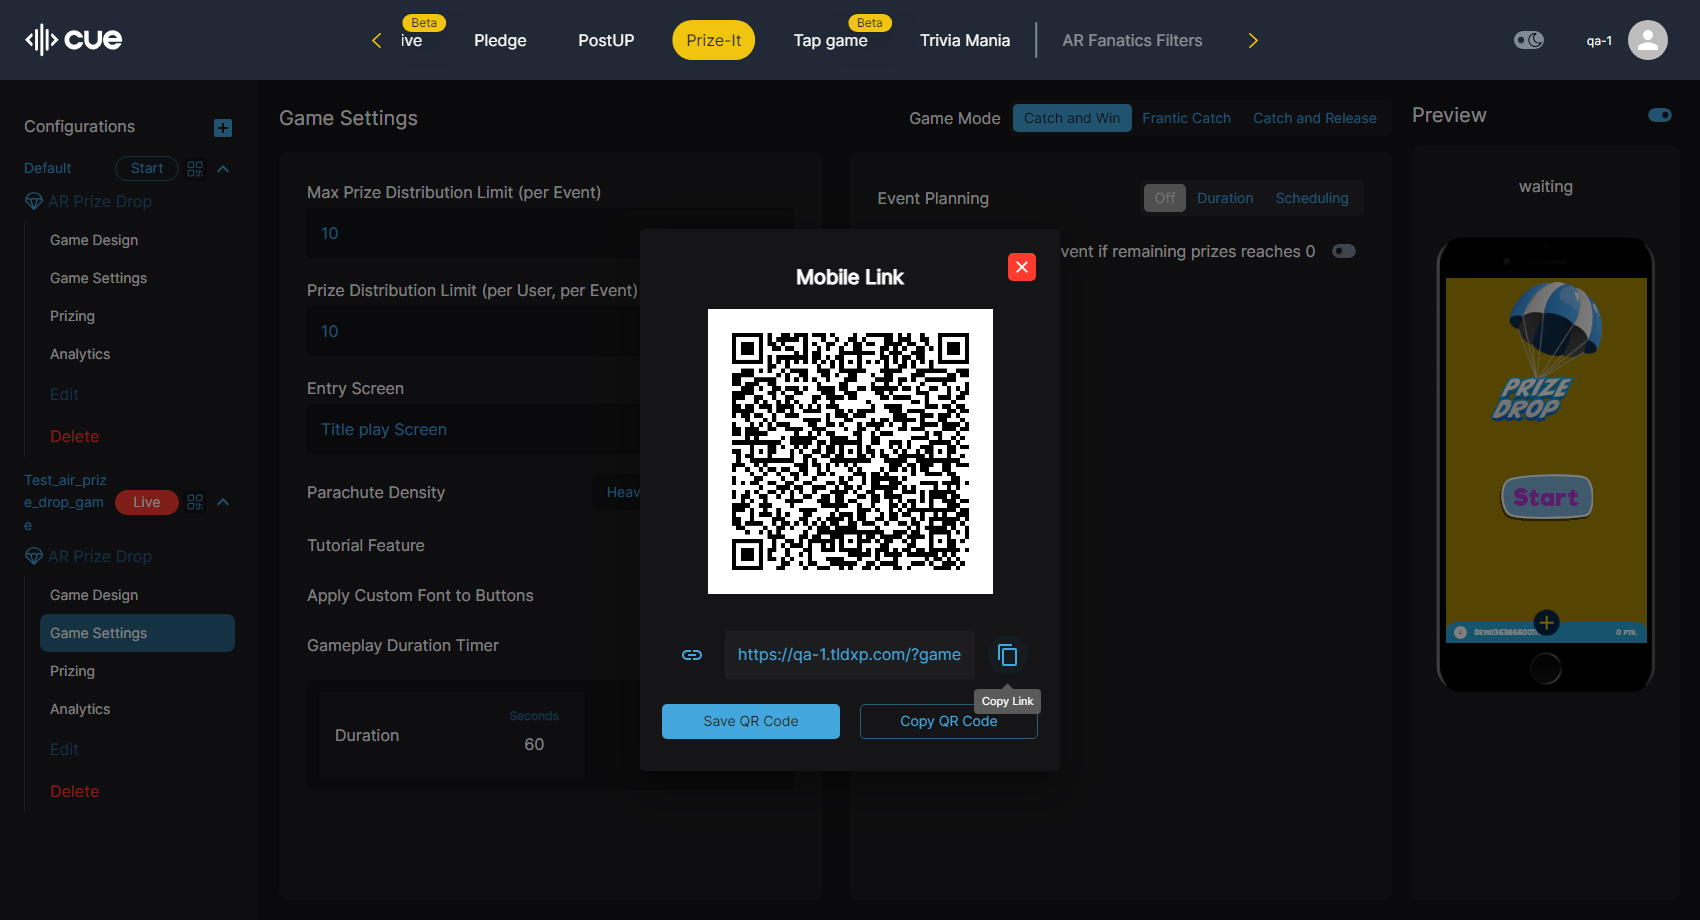 cue
Beta
ive
Pledge
PostUP
Prize-It
Beta
Tap game
Trivia Mania
AR Fanatics Filters
qa-1
Configurations
Default
Start
AR Prize Drop
Game Design
Game Settings
Prizing
Analytics
Edit
Delete
Test_air_priz
e_drop_gam
e
Live
AR Prize Drop
Game Design
Game Settings
Prizing
Analytics
Edit
Delete
Game Settings
Game Mode
Catch and Win
Frantic Catch
Catch and Release
Max Prize Distribution Limit (per Event)
10
Prize Distribution Limit (per User, per Event)
10
Entry Screen
Title play Screen
Parachute Density
Heav
Tutorial Feature
Apply Custom Font to Buttons
Gameplay Duration Timer
Duration
Seconds
60
Event Planning
Off
Duration
Scheduling
vent if remaining prizes reaches 0
Mobile Link
https://qa-1.tldxp.com/?game
Copy Link
Save QR Code
Copy QR Code
Preview
waiting
PRIZE
DROP
Start
0 PTS.